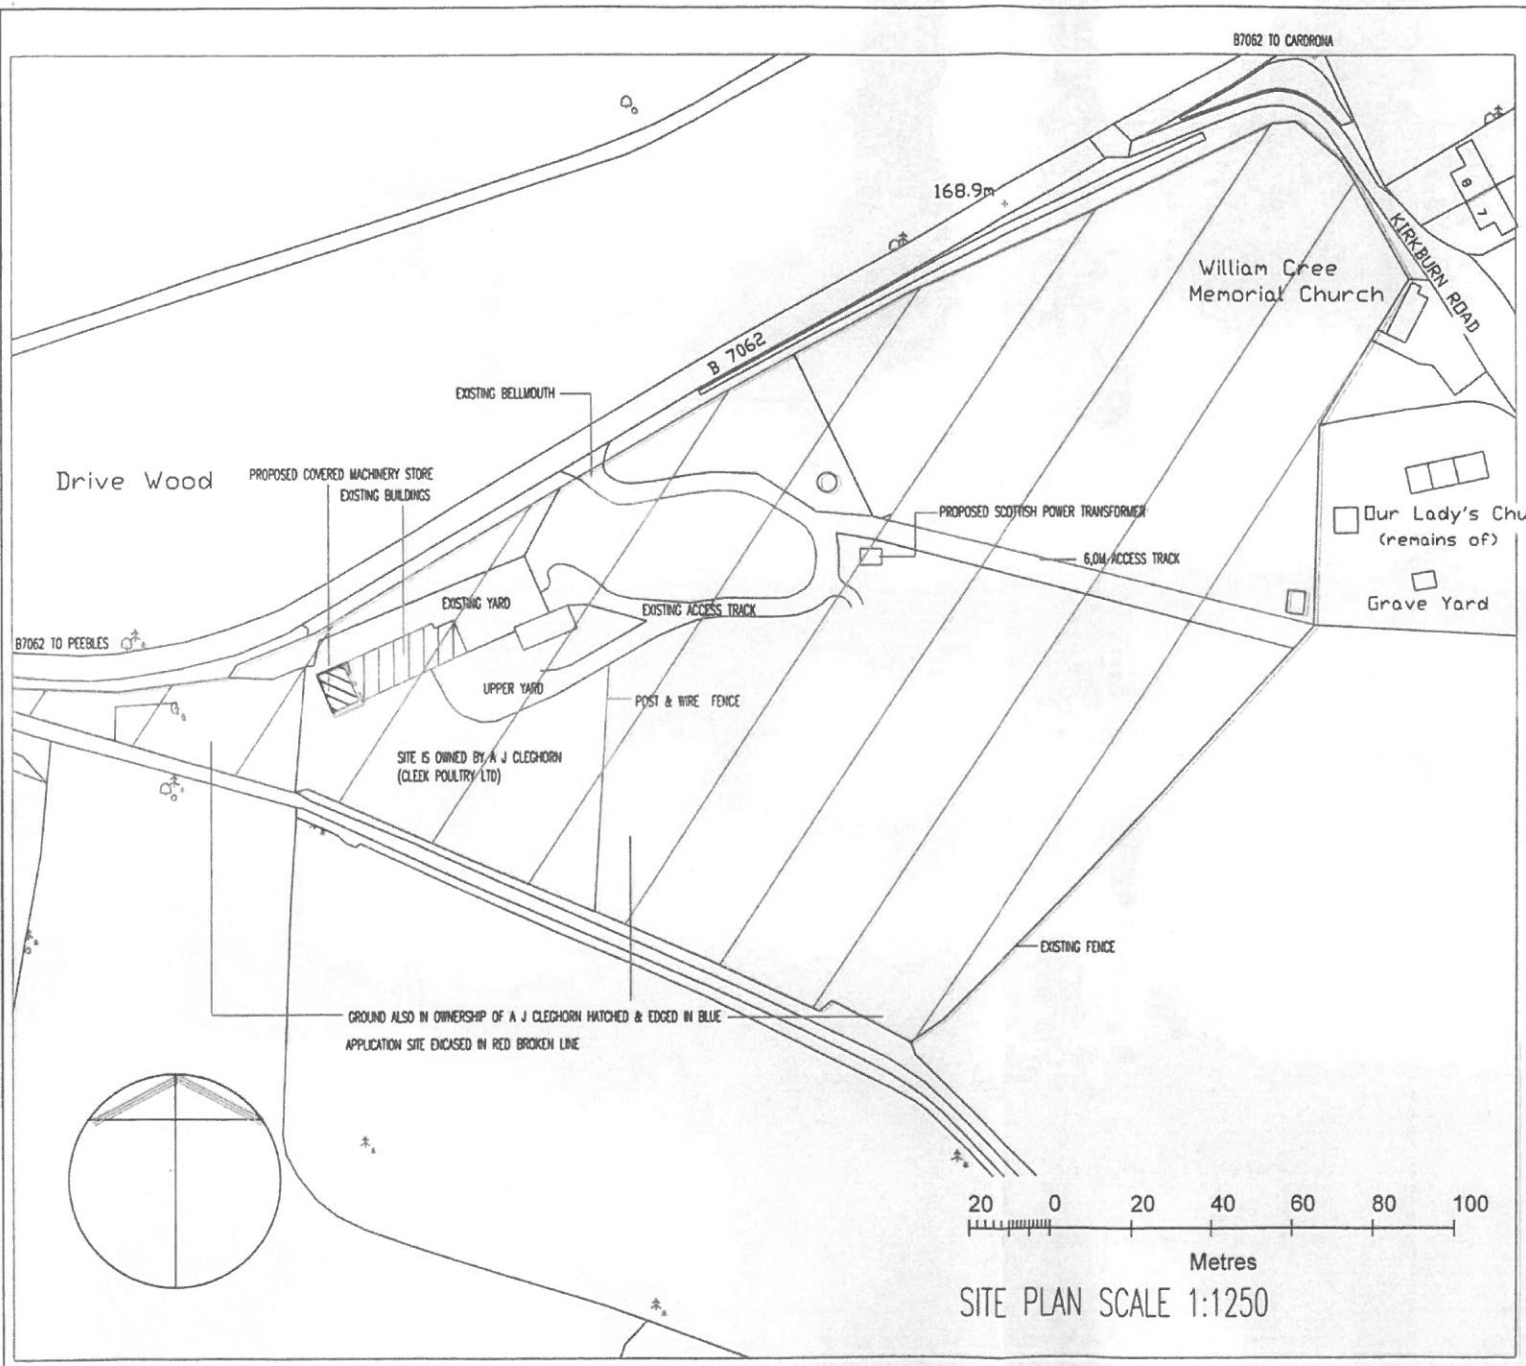 B7062 TO CARDRONA
168.9m
8
7
KIRKBURN ROAD
William Cree
Memorial Church
B 7062
EXISTING BELLMOUTH
Drive Wood
PROPOSED COVERED MACHINERY STORE
EXISTING BUILDINGS
PROPOSED SCOTTISH POWER TRANSFORMER
Our Lady's Chu
(remains of)
6.0M ACCESS TRACK
Grave Yard
EXISTING YARD
EXISTING ACCESS TRACK
B7062 TO PEEBLES
UPPER YARD
POST & WIRE FENCE
SITE IS OWNED BY A J CLEGHORN
(CLEEK POULTRY LTD)
EXISTING FENCE
GROUND ALSO IN OWNERSHIP OF A J CLEGHORN HATCHED & EDGED IN BLUE
APPLICATION SITE ENCASED IN RED BROKEN LINE
20 0 20 40 60 80 100
Metres
SITE PLAN SCALE 1:1250